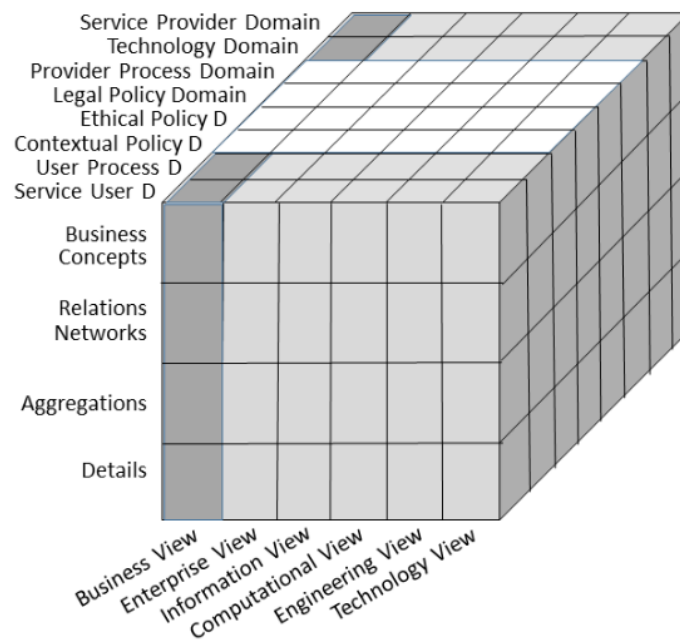 Service Provider Domain
Technology Domain
Provider Process Domain
Legal Policy Domain
Ethical Policy D
Contextual Policy D
User Process D
Service User D
Business
Concepts
Relations
Networks
Aggregations
Details
Business View
Enterprise View
Information View
Computational View
Engineering View
Technology View